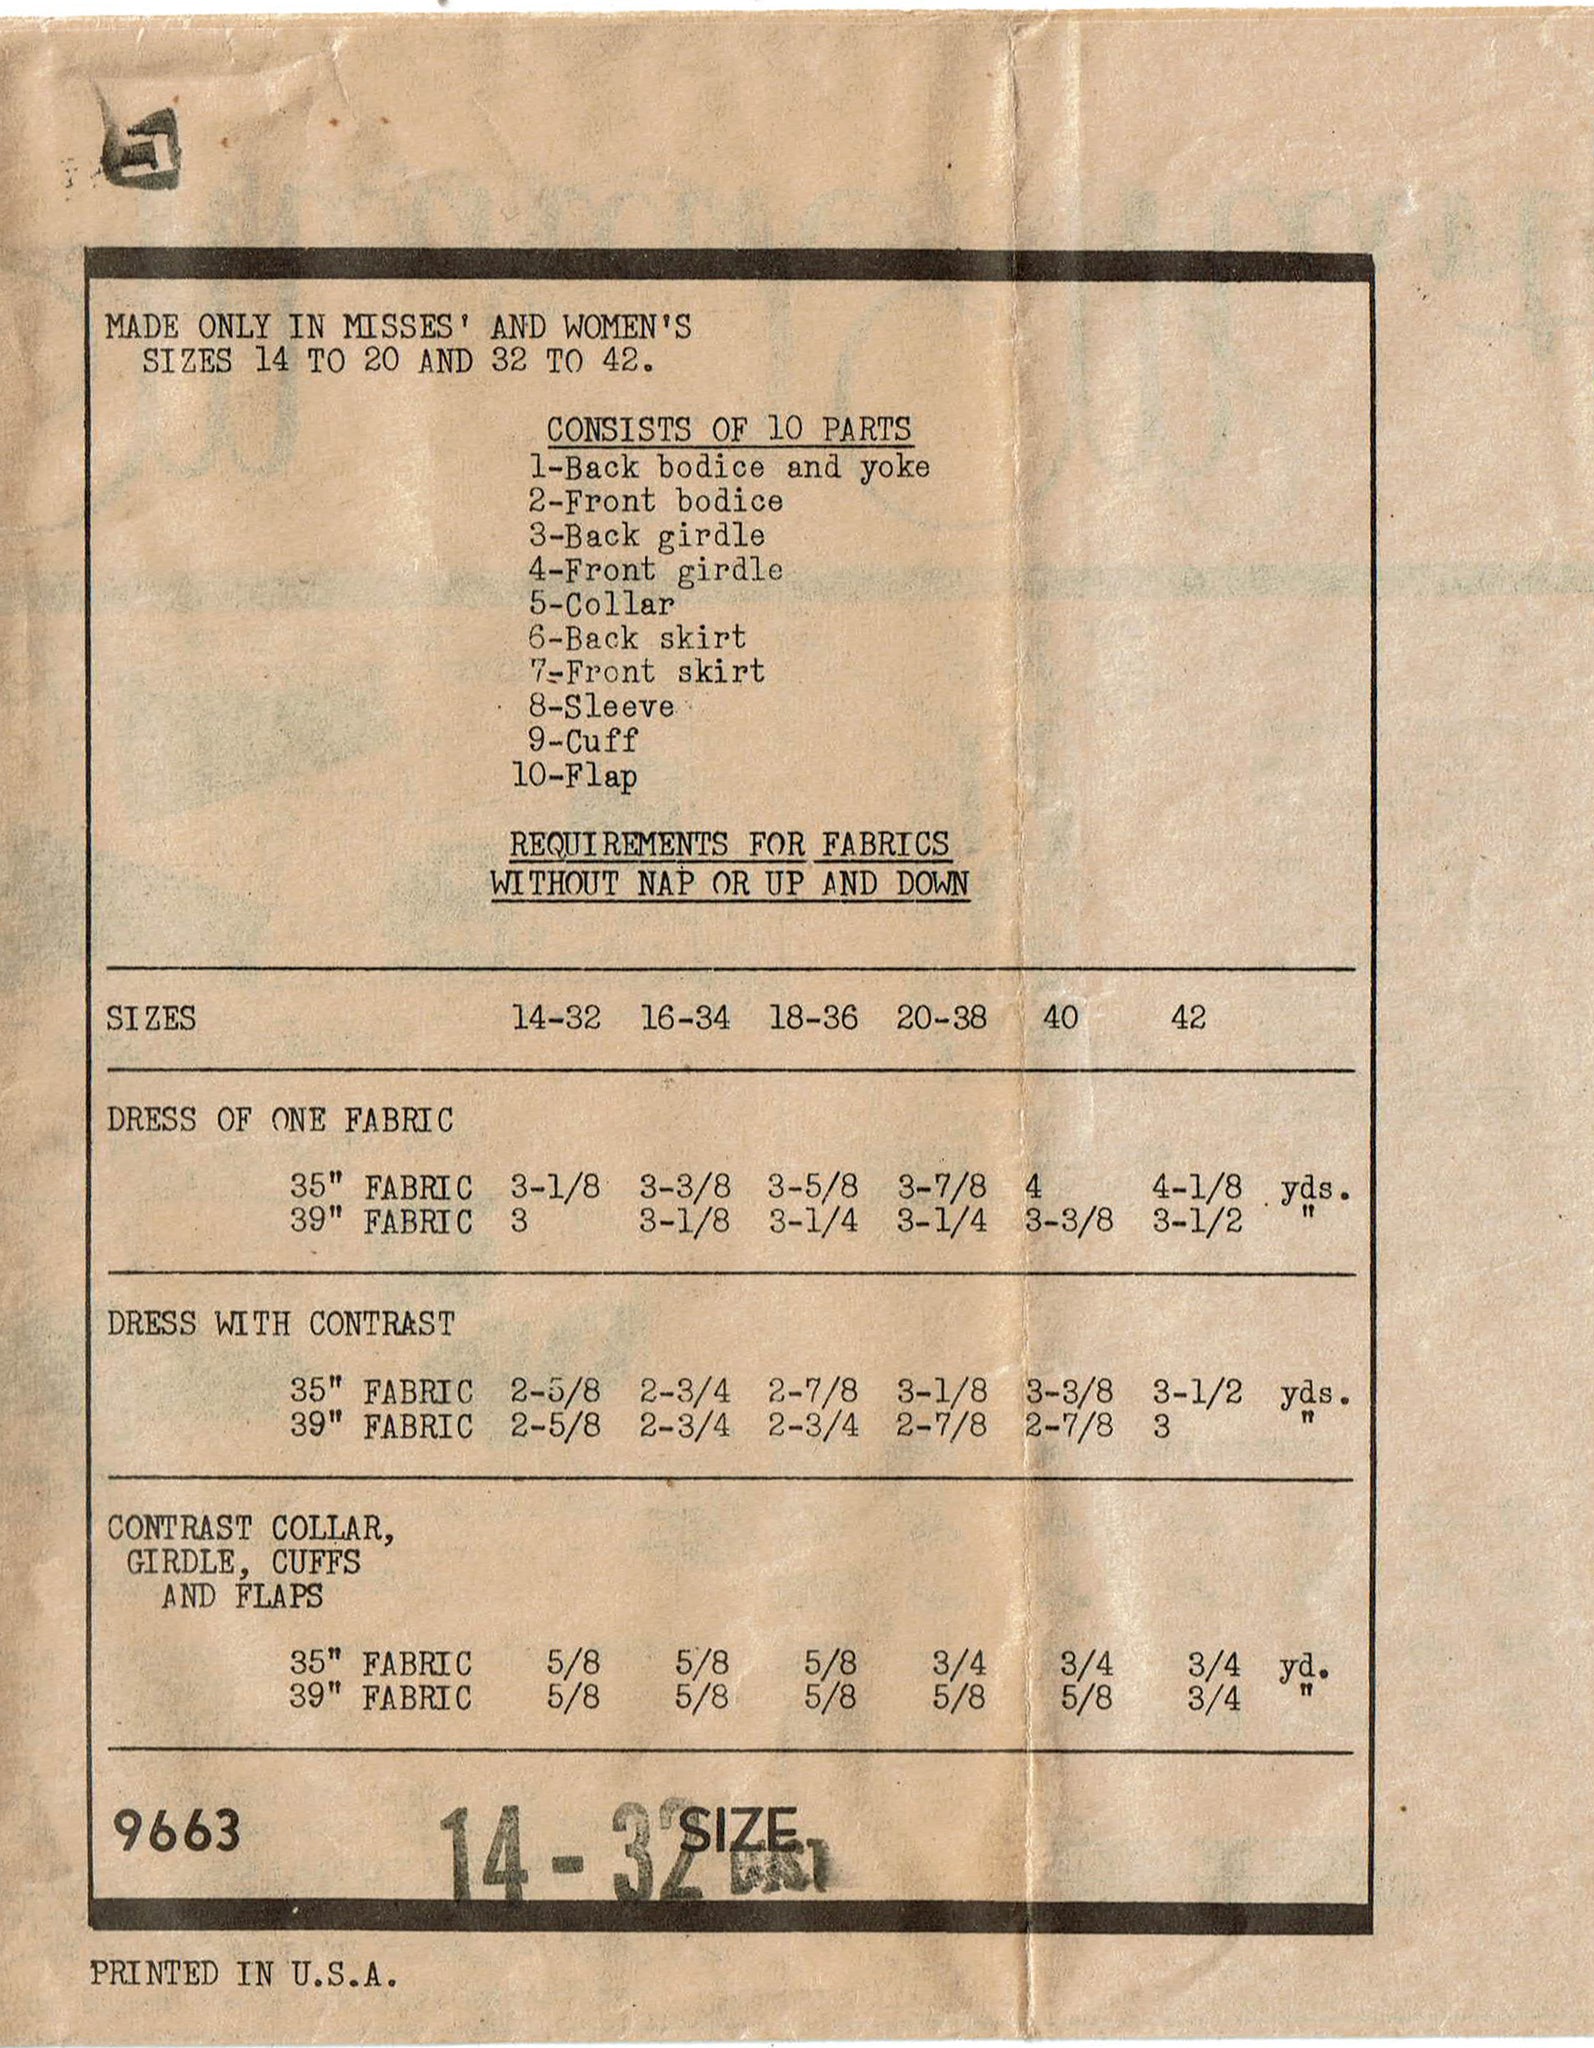 MADE ONLY IN MISSES' AND WOMEN'S
SIZES 14 TO 20 AND 32 TO 42.
CONSISTS OF 10 PARTS
1-Back bodice and yoke
2-Front bodice
3-Back girdle
4-Front girdle
5-Collar
6-Back skirt
7-Front skirt
8-Sleeve
9-Cuff
10-Flap
REQUIREMENTS FOR FABRICS
WITHOUT NAP OR UP AND DOWN
SIZES 14-32 16-34 18-36 20-38 40 42
DRESS OF ONE FABRIC
35" FABRIC 3-1/8 3-3/8 3-5/8 3-7/8 4 4-1/8 yds.
39" FABRIC 3 3-1/8 3-1/4 3-1/4 3-3/8 3-1/2 "
DRESS WITH CONTRAST
35" FABRIC 2-5/8 2-3/4 2-7/8 3-1/8 3-3/8 3-1/2 yds.
39" FABRIC 2-5/8 2-3/4 2-3/4 2-7/8 2-7/8 3 "
CONTRAST COLLAR,
GIRDLE, CUFFS
AND FLAPS
35" FABRIC 5/8 5/8 5/8 3/4 3/4 3/4 yd.
39" FABRIC 5/8 5/8 5/8 5/8 5/8 3/4 "
9663 14-32 SIZE
PRINTED IN U.S.A.